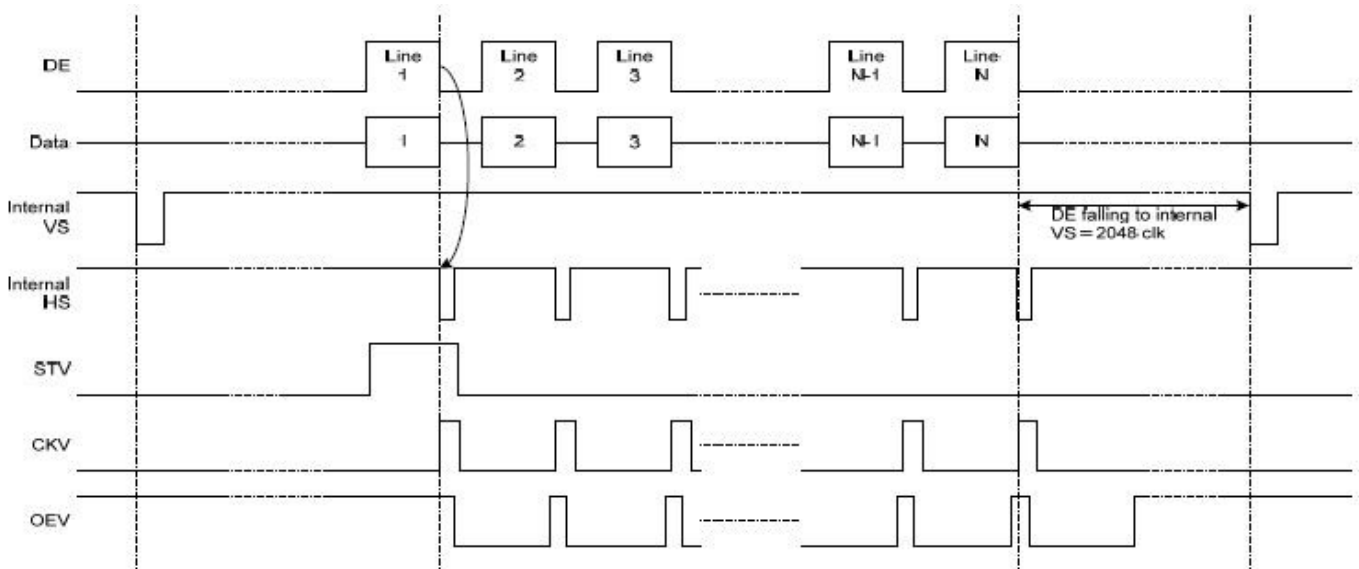 DE
Line
1
Line
2
Line
3
Line
N-1
Line
N
Data
1
2
3
N-1
N
Internal
VS
DE falling to internal
VS = 2048 clk
Internal
HS
STV
CKV
OEV